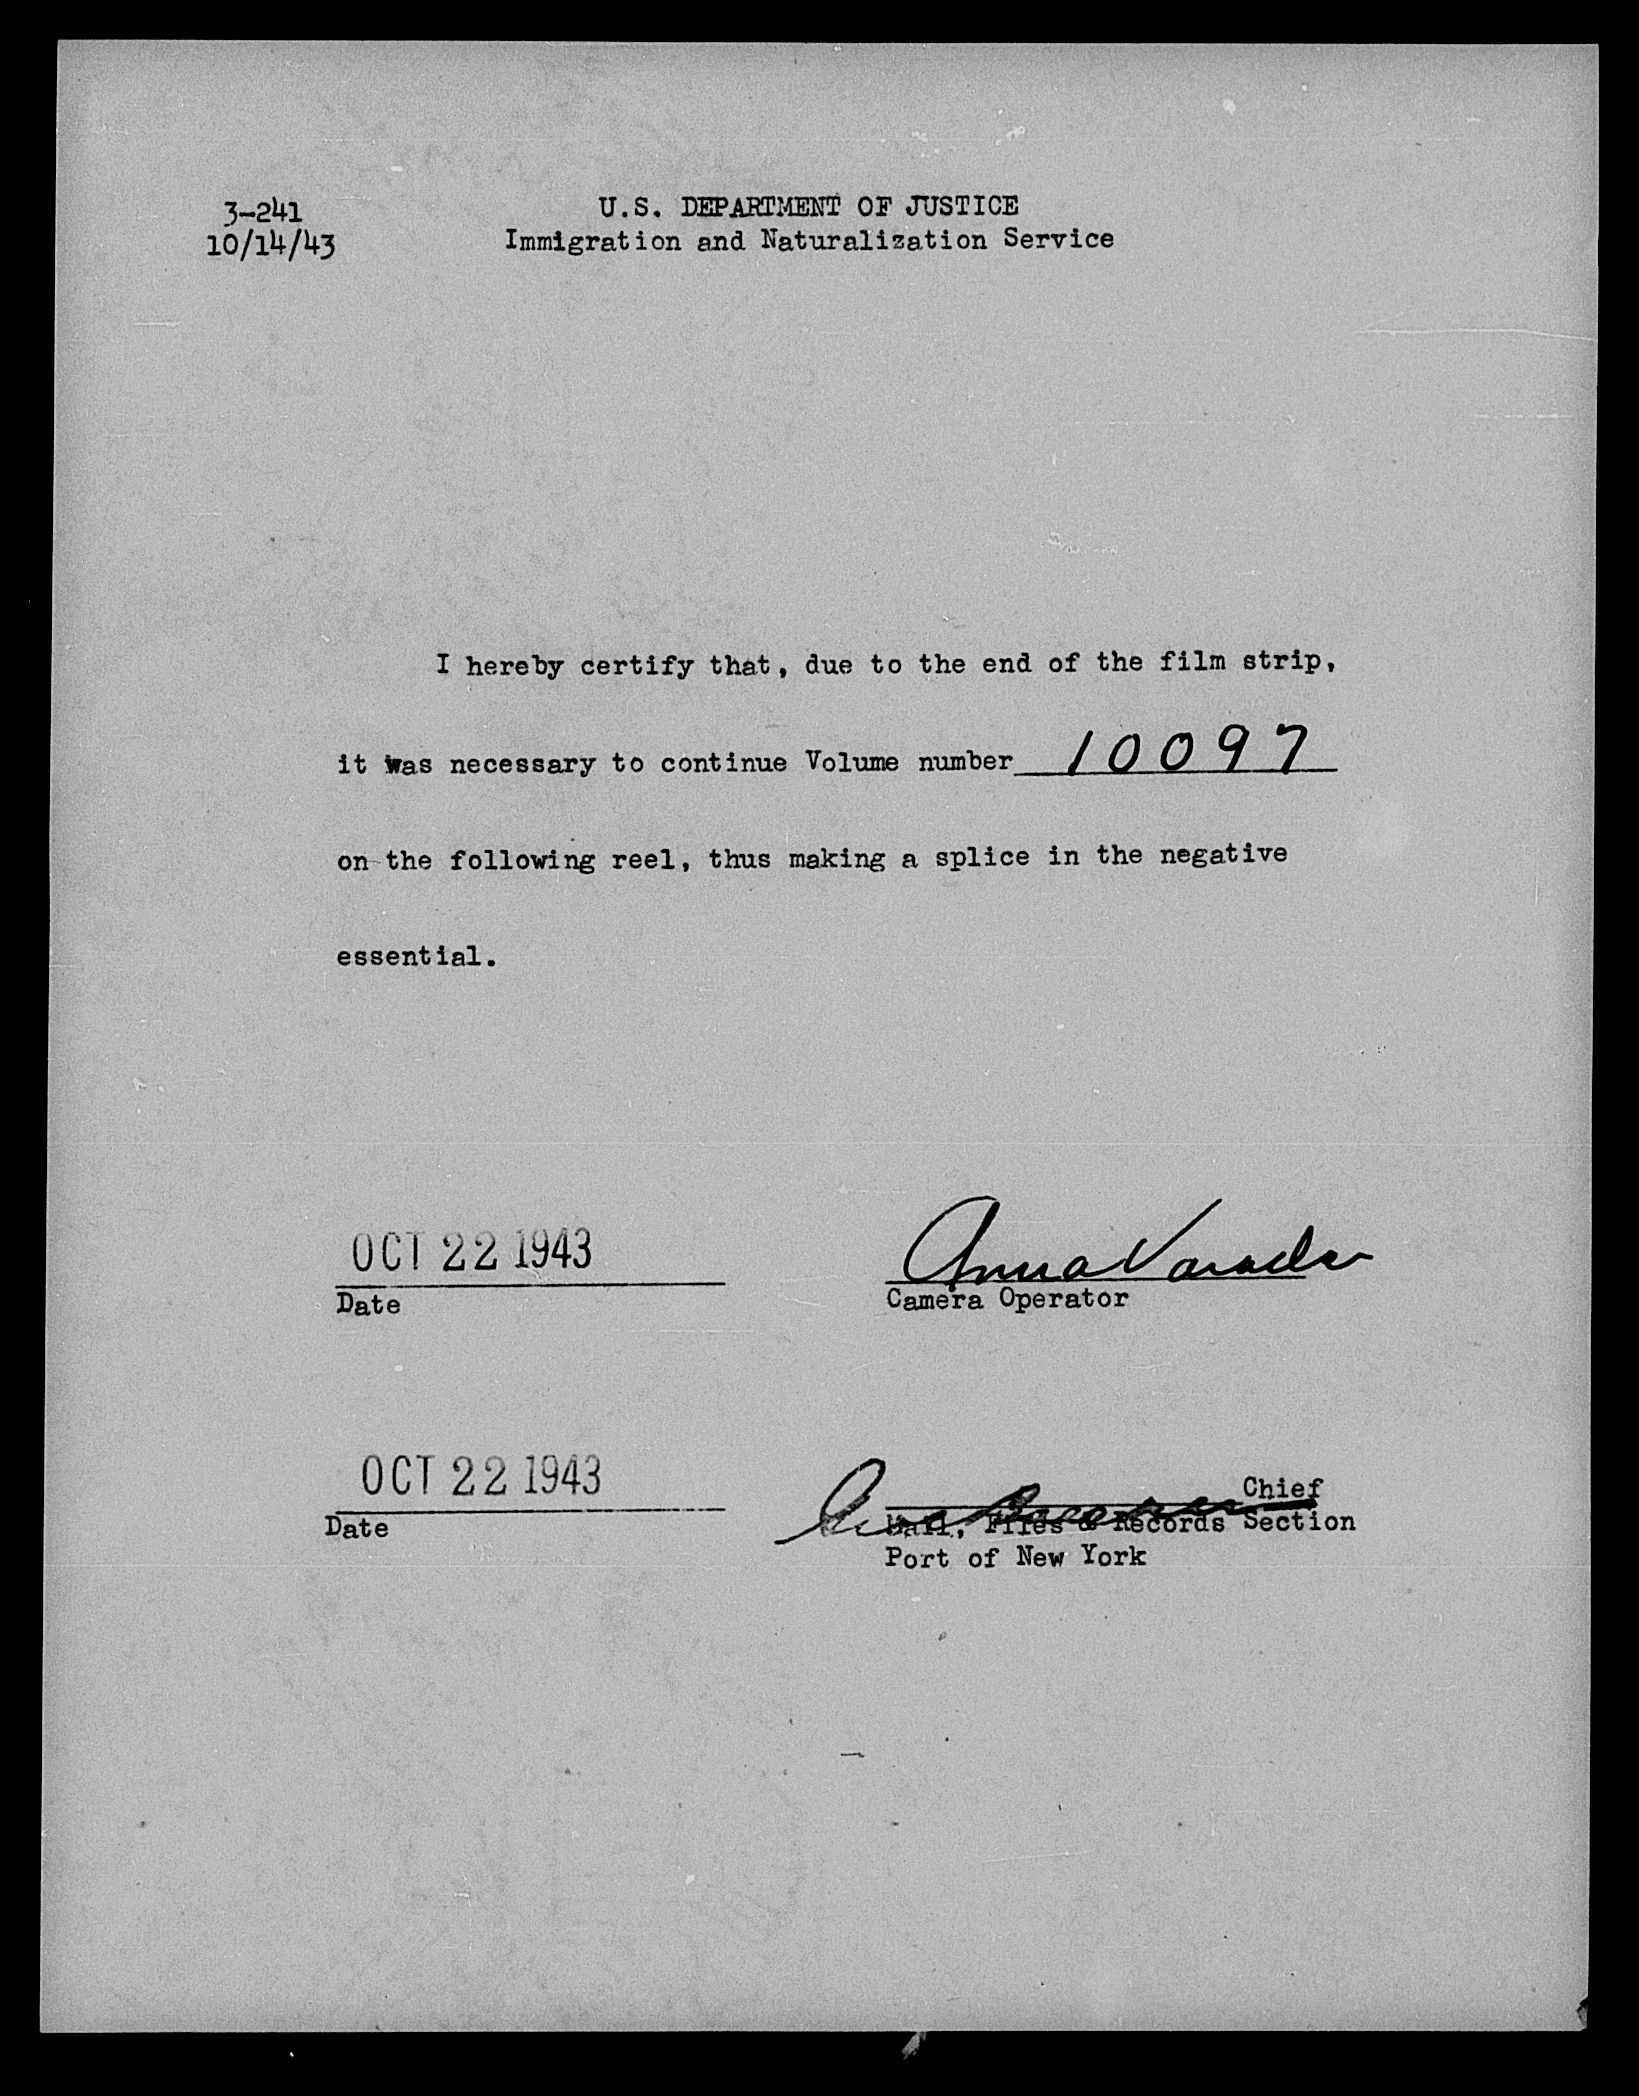 3-241
10/14/43
U.S. DEPARTMENT OF JUSTICE
Immigration and Naturalization Service
I hereby certify that, due to the end of the film strip,
it was necessary to continue Volume number 10097
on the following reel, thus making a splice in the negative
essential.
OCT 22 1943
Date
Anna
Camera Operator
OCT 22 1943
Date
Chief
Mail, Files & Records Section
Port of New York